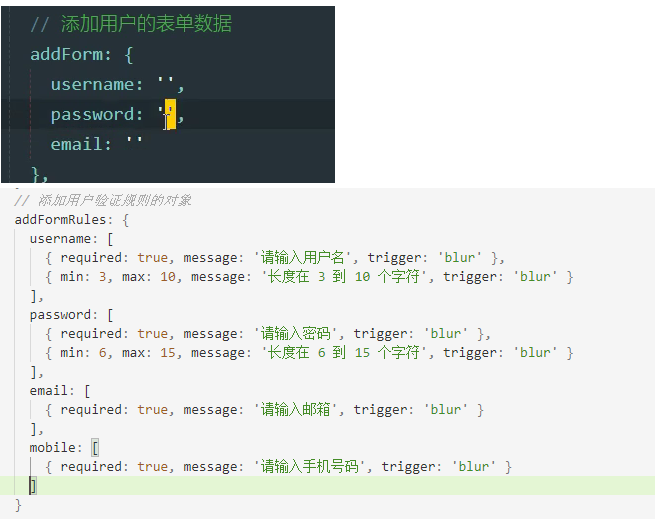 // 添加用户的表单数据
addForm: {
username: '',
password: '',
email: ''
},
// 添加用户验证规则的对象
addFormRules: {
username: [
{ required: true, message: '请输入用户名', trigger: 'blur' },
{ min: 3, max: 10, message: '长度在 3 到 10 个字符', trigger: 'blur' }
],
password: [
{ required: true, message: '请输入密码', trigger: 'blur' },
{ min: 6, max: 15, message: '长度在 6 到 15 个字符', trigger: 'blur' }
],
email: [
{ required: true, message: '请输入邮箱', trigger: 'blur' }
],
mobile: [
{ required: true, message: '请输入手机号码', trigger: 'blur' }
]
}